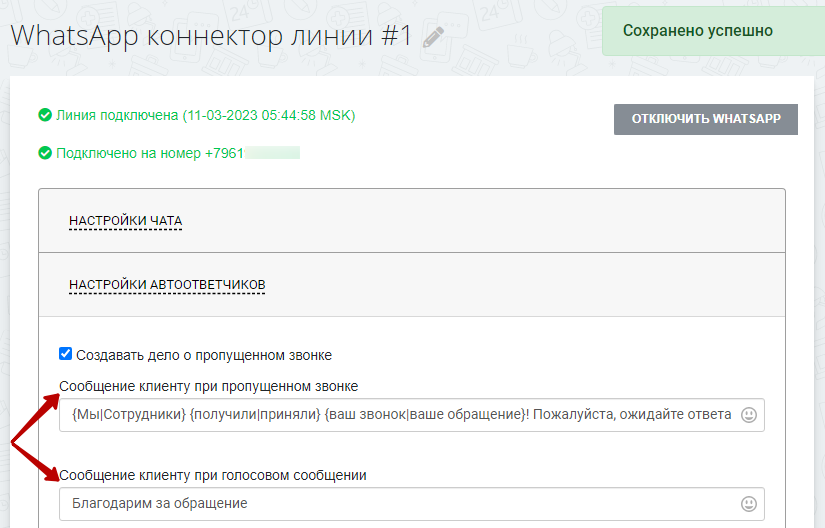 WhatsApp коннектор линии #1
Сохранено успешно
Линия подключена (11-03-2023 05:44:58 MSK)
ОТКЛЮЧИТЬ WHATSAPP
Подключено на номер +7961
НАСТРОЙКИ ЧАТА
НАСТРОЙКИ АВТООТВЕТЧИКОВ
Создавать дело о пропущенном звонке
Сообщение клиенту при пропущенном звонке
{Мы|Сотрудники} {получили|приняли} {ваш звонок|ваше обращение}! Пожалуйста, ожидайте ответа
Сообщение клиенту при голосовом сообщении
Благодарим за обращение